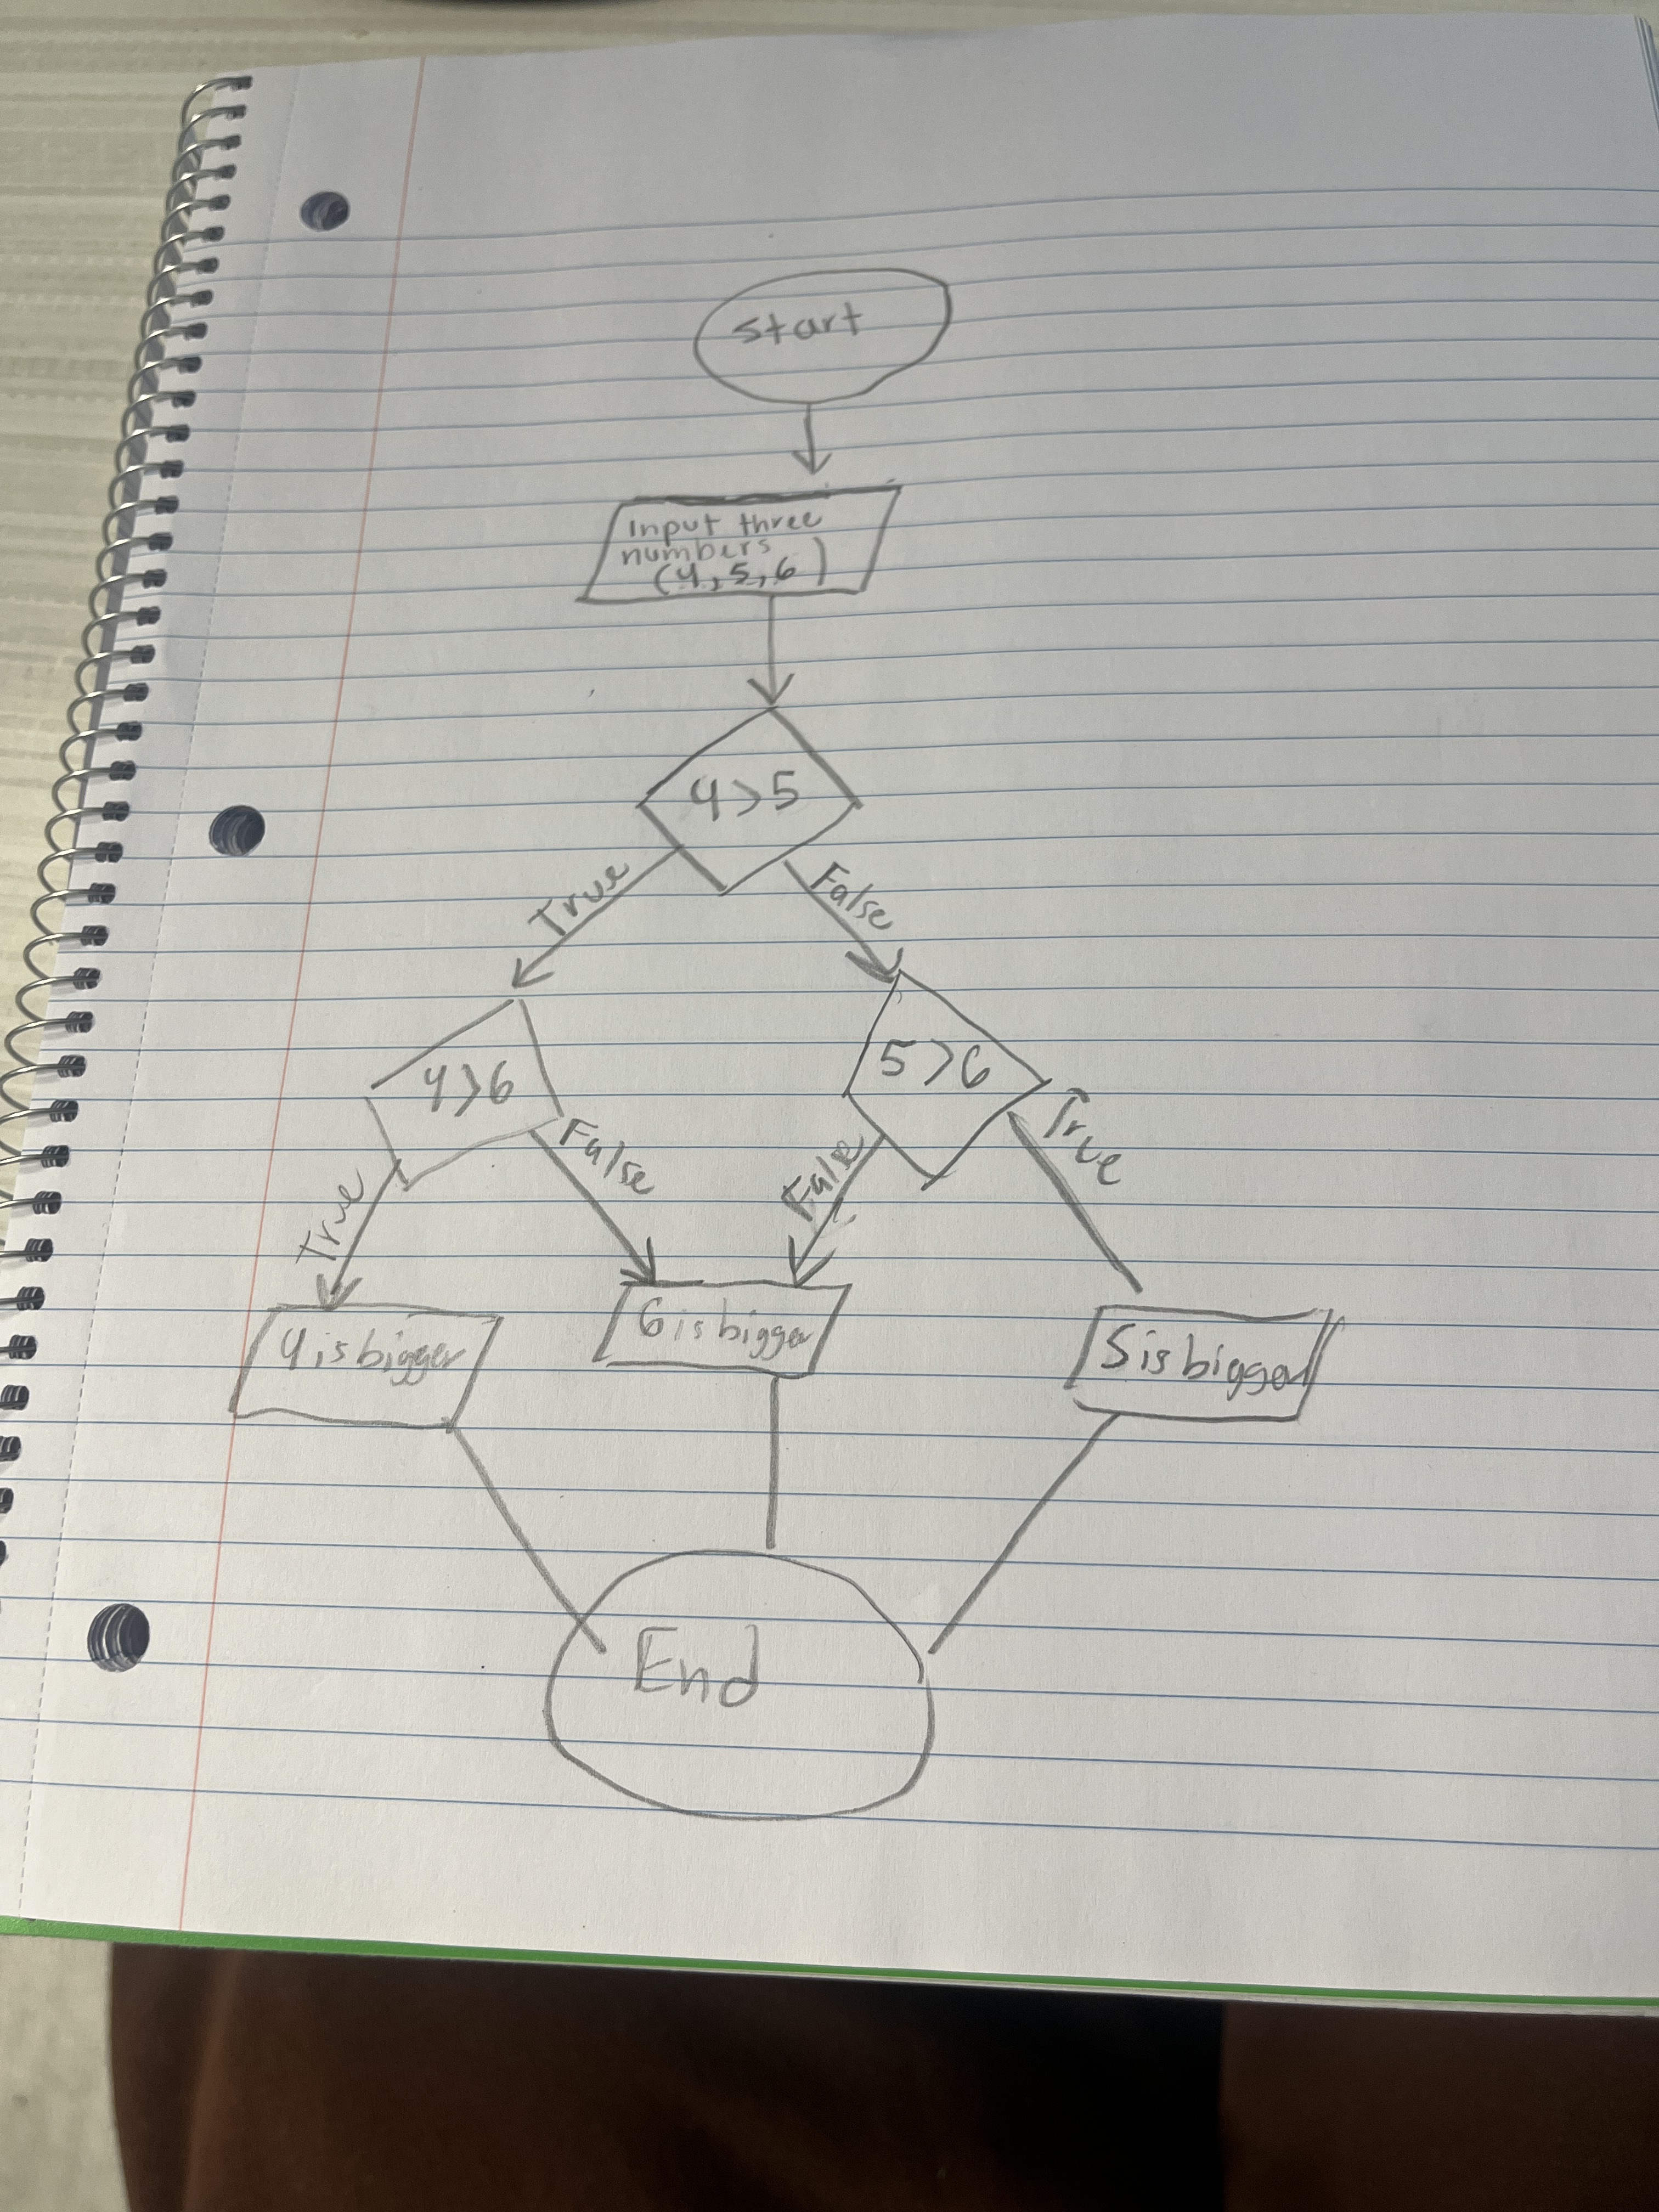 Start
Input three
numbers
(4,5,6)
4>5
True
False
4>6
5>6
True
False
False
True
4 is bigger
6 is bigger
5 is bigger
End